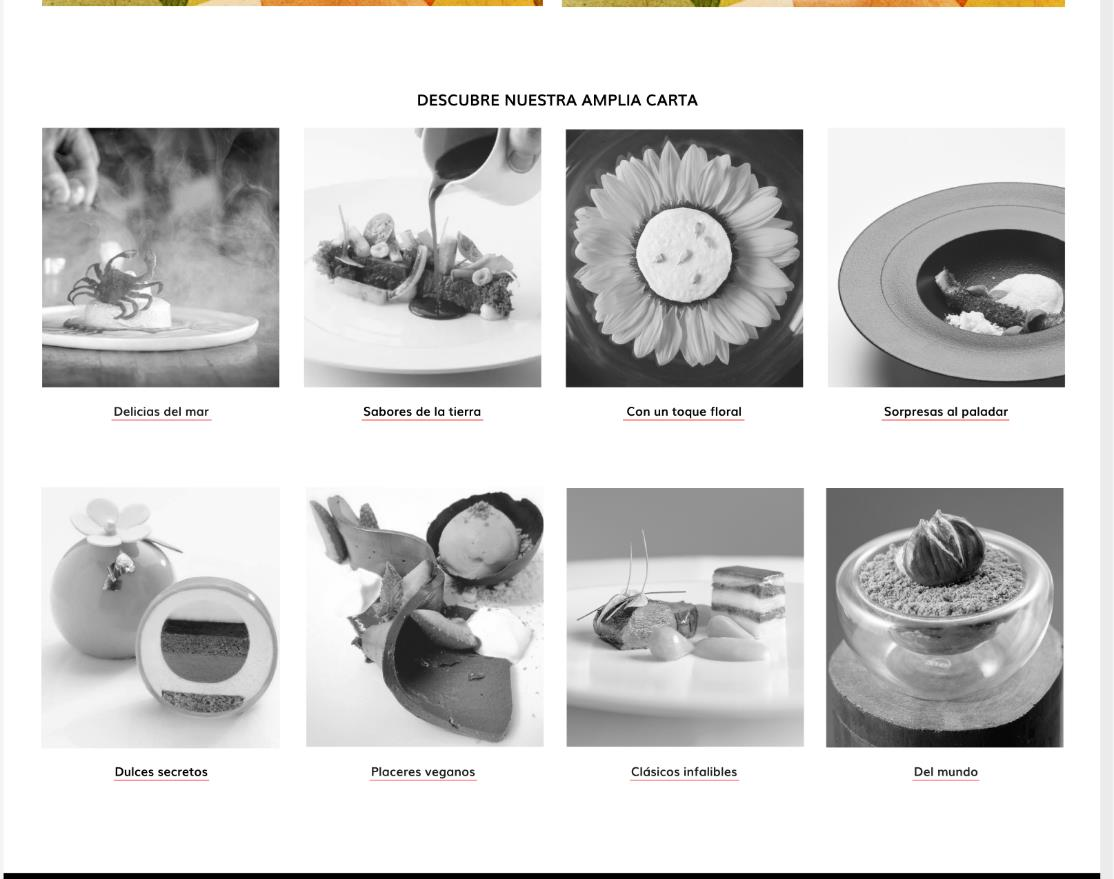 DESCUBRE NUESTRA AMPLIA CARTA
Delicias del mar
Sabores de la tierra
Con un toque floral
Sorpresas al paladar
Dulces secretos
Placeres veganos
Clásicos infalibles
Del mundo